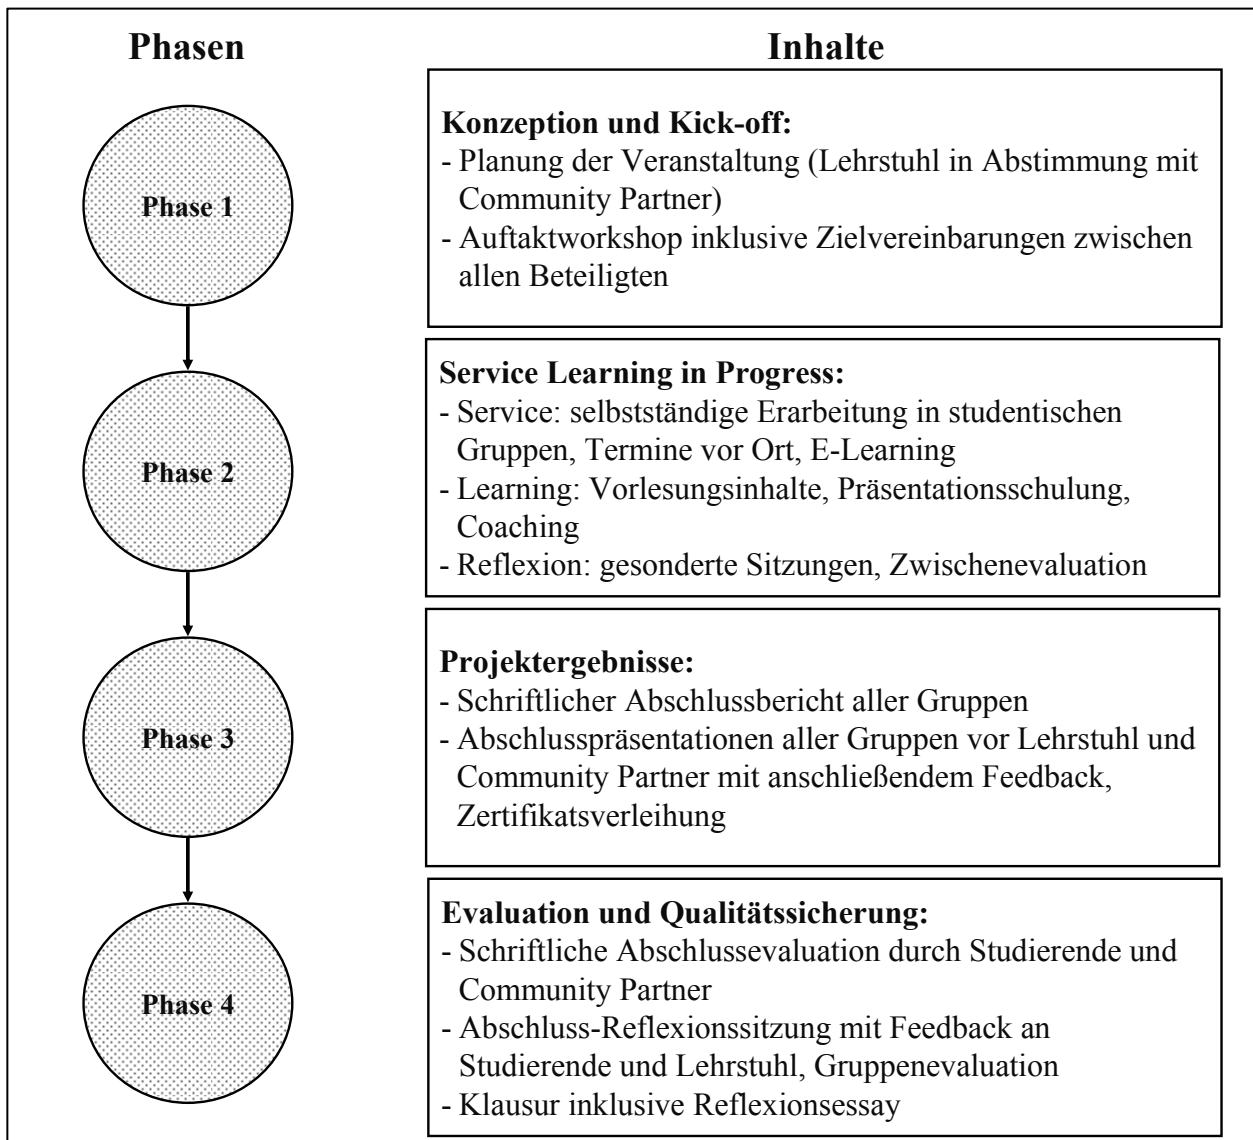 Phasen
Inhalte
Phase 1
Konzeption und Kick-off:
- Planung der Veranstaltung (Lehrstuhl in Abstimmung mit
Community Partner)
- Auftaktworkshop inklusive Zielvereinbarungen zwischen
allen Beteiligten
Phase 2
Service Learning in Progress:
- Service: selbstständige Erarbeitung in studentischen
Gruppen, Termine vor Ort, E-Learning
- Learning: Vorlesungsinhalte, Präsentationsschulung,
Coaching
- Reflexion: gesonderte Sitzungen, Zwischenevaluation
Phase 3
Projektergebnisse:
- Schriftlicher Abschlussbericht aller Gruppen
- Abschlusspräsentationen aller Gruppen vor Lehrstuhl und
Community Partner mit anschließendem Feedback,
Zertifikatsverleihung
Phase 4
Evaluation und Qualitätssicherung:
- Schriftliche Abschlussevaluation durch Studierende und
Community Partner
- Abschluss-Reflexionssitzung mit Feedback an
Studierende und Lehrstuhl, Gruppenevaluation
- Klausur inklusive Reflexionsessay